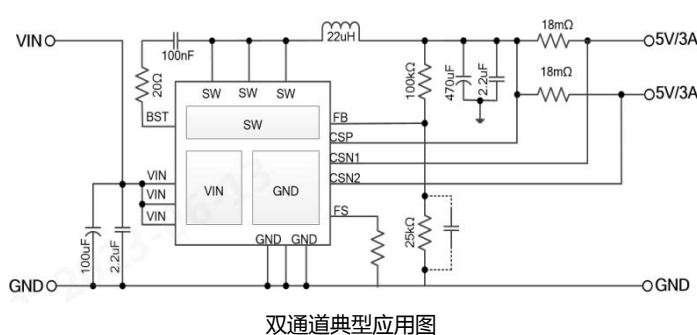 22uH
18mΩ
VIN
5V/3A
100nF
20Ω
18mΩ
100kΩ
470uF
2.2uF
5V/3A
SW SW SW
BST
SW
FB
CSP
CSN1
CSN2
VIN
VIN
VIN
VIN
GND
FS
100uF
2.2uF
GND GND
25kΩ
GND
GND
双通道典型应用图